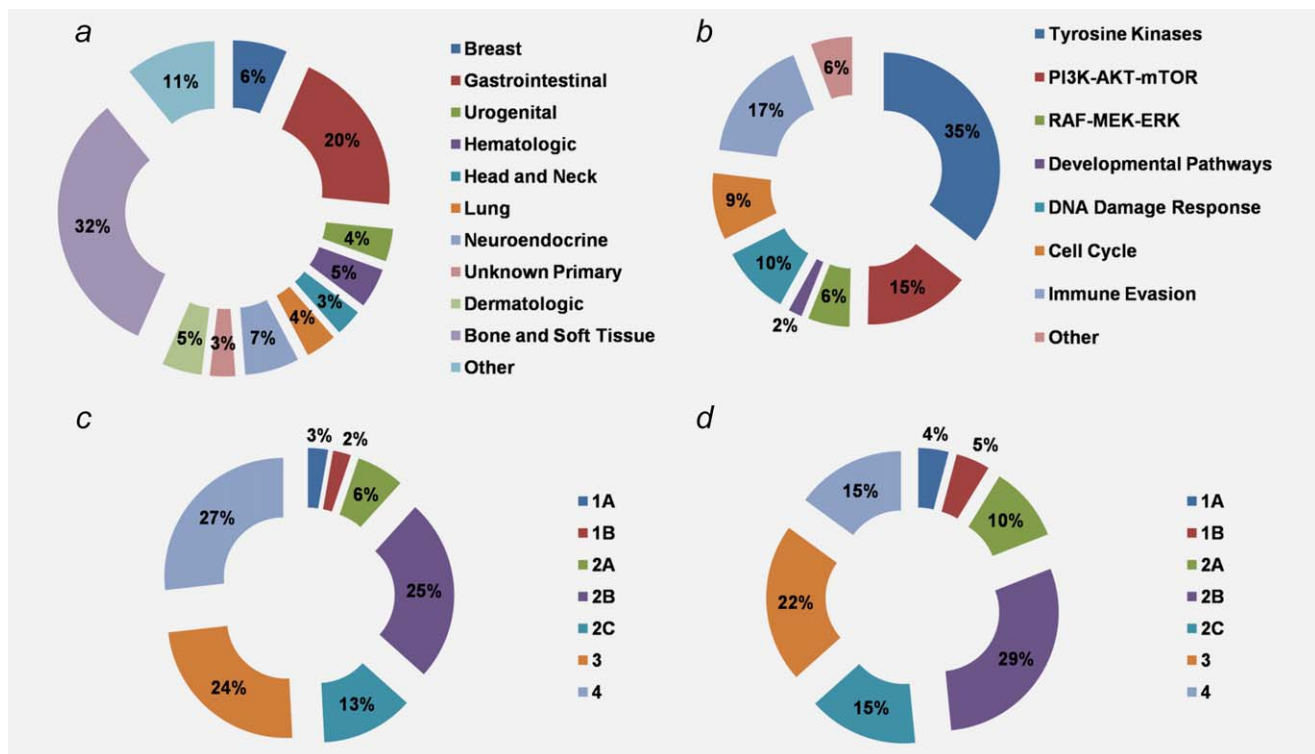 a
6%
20%
4%
5%
3%
4%
7%
3%
5%
32%
11%
Breast
Gastrointestinal
Urogenital
Hematologic
Head and Neck
Lung
Neuroendocrine
Unknown Primary
Dermatologic
Bone and Soft Tissue
Other
b
35%
15%
6%
2%
10%
9%
17%
6%
Tyrosine Kinases
PI3K-AKT-mTOR
RAF-MEK-ERK
Developmental Pathways
DNA Damage Response
Cell Cycle
Immune Evasion
Other
c
3%
2%
6%
25%
13%
24%
27%
1A
1B
2A
2B
2C
3
4
d
4%
5%
10%
29%
15%
22%
15%
1A
1B
2A
2B
2C
3
4